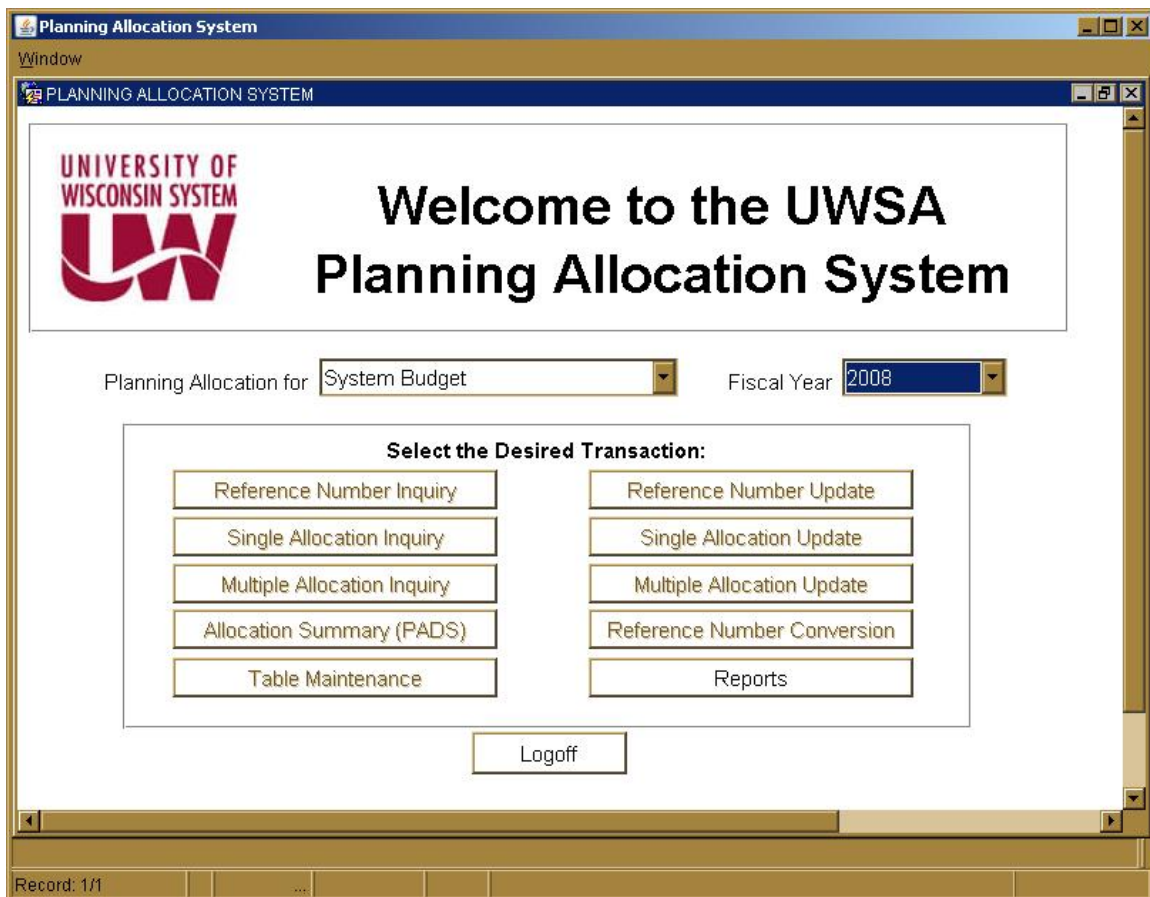 Planning Allocation System
Window
PLANNING ALLOCATION SYSTEM
UNIVERSITY OF
WISCONSIN SYSTEM
UW
Welcome to the UWSA
Planning Allocation System
Planning Allocation for System Budget Fiscal Year 2008
Select the Desired Transaction:
Reference Number Inquiry Reference Number Update
Single Allocation Inquiry Single Allocation Update
Multiple Allocation Inquiry Multiple Allocation Update
Allocation Summary (PADS) Reference Number Conversion
Table Maintenance Reports
Logoff
Record: 1/1 ...